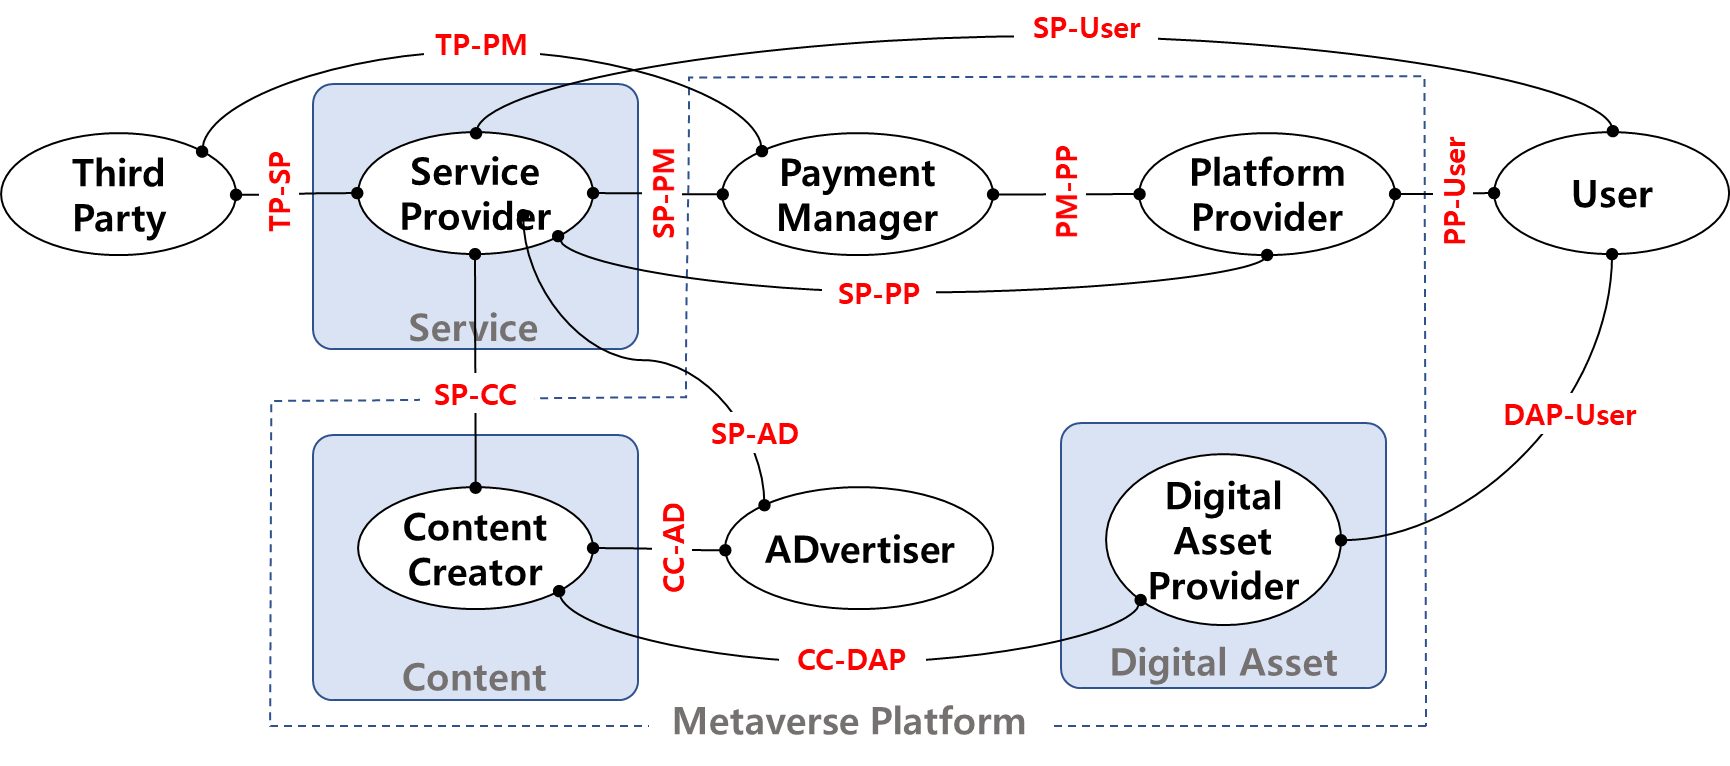 TP-PM
SP-User
Third
Party
TP-SP
Service
Provider
SP-PM
Payment
Manager
PM-PP
Platform
Provider
PP-User
User
SP-PP
Service
SP-CC
SP-AD
DAP-User
Content
Creator
CC-AD
ADvertiser
Digital
Asset
Provider
CC-DAP
Content
Digital Asset
Metaverse Platform